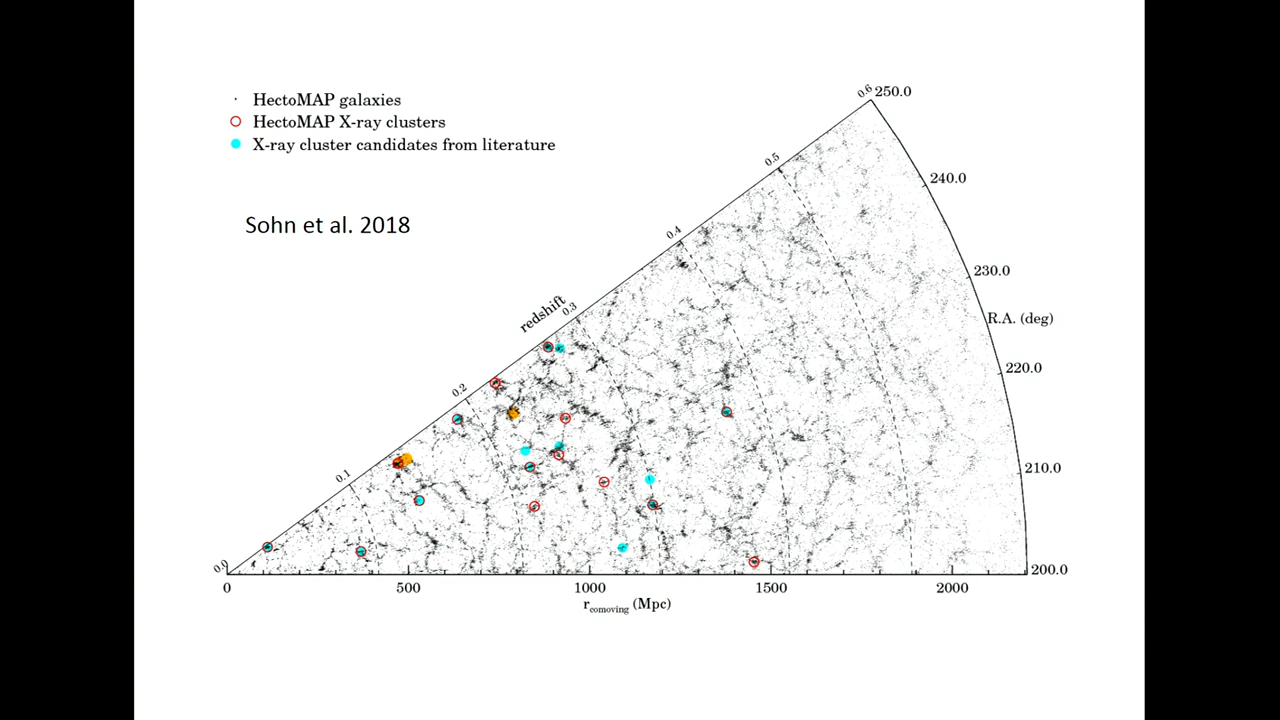 HectoMAP galaxies
HectoMAP X-ray clusters
X-ray cluster candidates from literature
Sohn et al. 2018
redshift
0.0
0.1
0.2
0.3
0.4
0.5
0.6
250.0
240.0
230.0
R.A. (deg)
220.0
210.0
200.0
0 500 1000 1500 2000
r_comoving (Mpc)